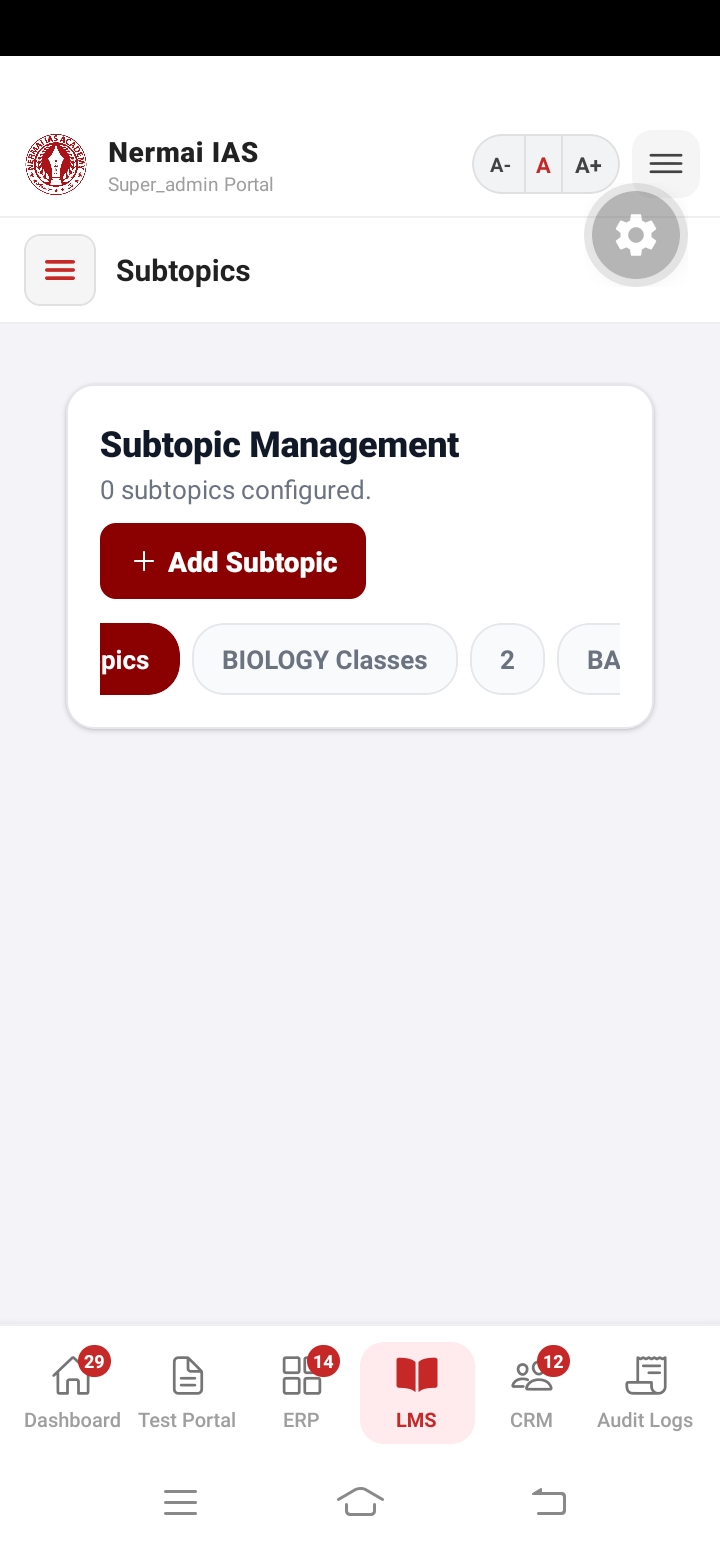 Nermai IAS
Super_admin Portal
A- A A+
Subtopics
Subtopic Management
0 subtopics configured.
+ Add Subtopic
pics BIOLOGY Classes 2 BA
29 14 12
Dashboard Test Portal ERP LMS CRM Audit Logs